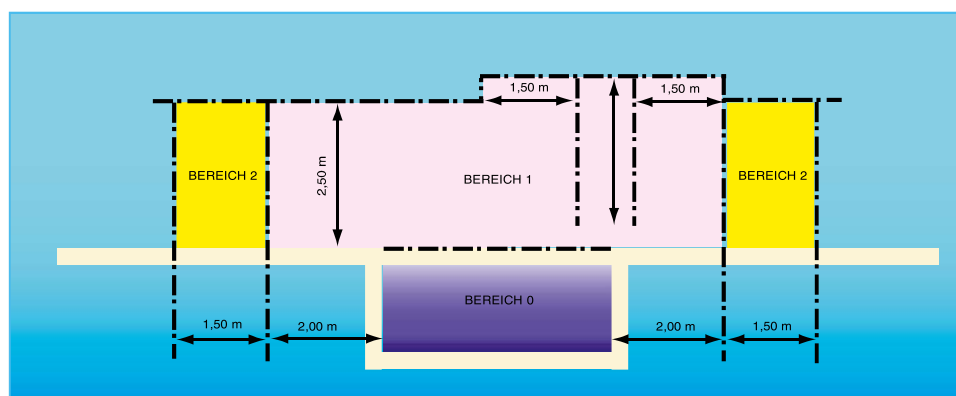 1,50 m
1,50 m
BEREICH 2
2,50 m
BEREICH 1
BEREICH 2
BEREICH 0
1,50 m
2,00 m
2,00 m
1,50 m